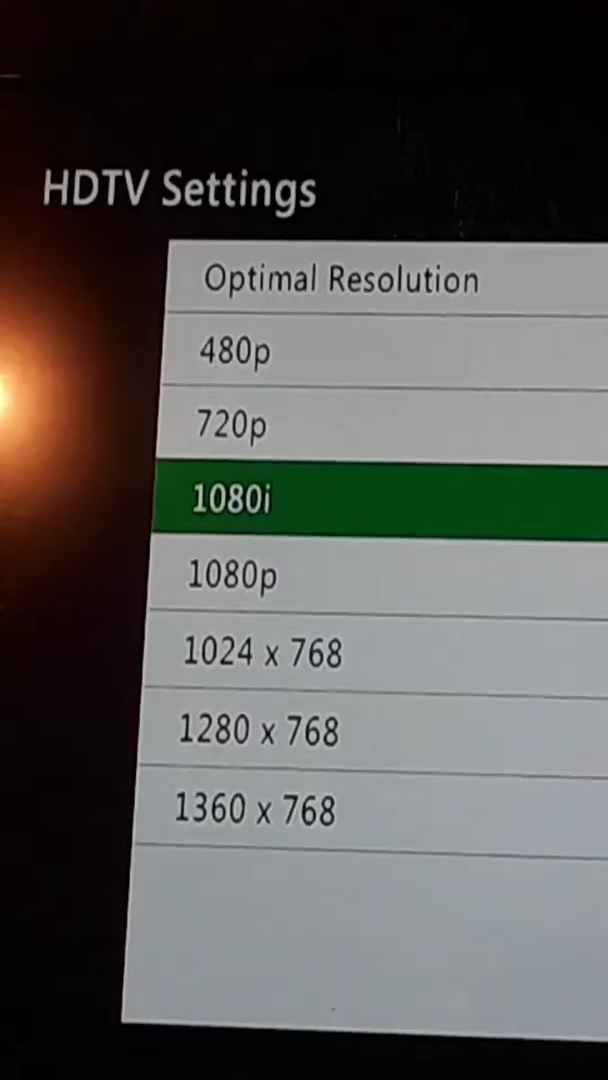 HDTV Settings
Optimal Resolution
480p
720p
1080i
1080p
1024 x 768
1280 x 768
1360 x 768